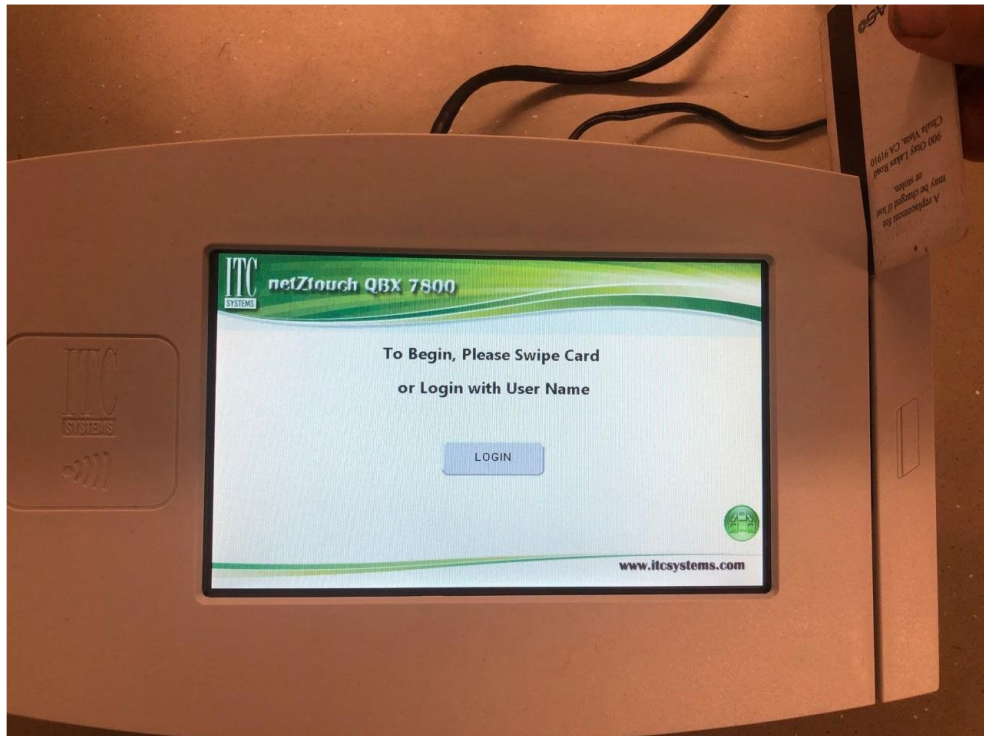 ITC
SYSTEMS
netZtouch QBX 7800
To Begin, Please Swipe Card
or Login with User Name
LOGIN
www.itcsystems.com
ITC
SYSTEMS
A replacement fee
may be charged if lost
or stolen.
900 Otay Lakes Road
Chula Vista, CA 91910